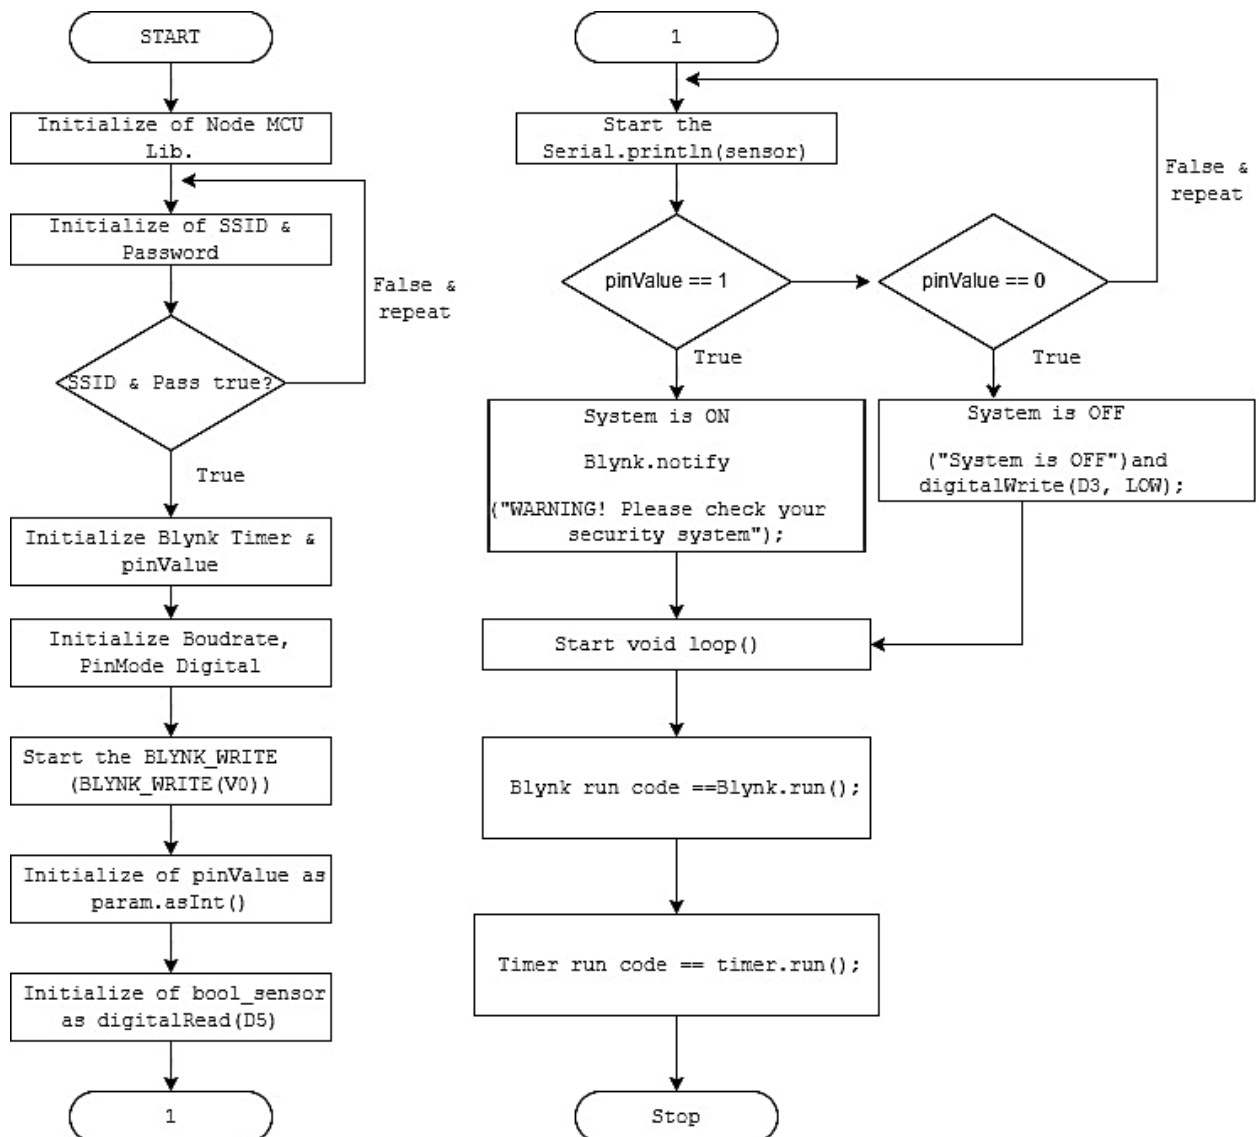 START
Initialize of Node MCU
Lib.
Initialize of SSID &
Password
False &
repeat
SSID & Pass true?
True
Initialize Blynk Timer &
pinValue
Initialize Boudrate,
PinMode Digital
Start the BLYNK_WRITE
(BLYNK_WRITE(V0))
Initialize of pinValue as
param.asInt()
Initialize of bool_sensor
as digitalRead(D5)
1
1
Start the
Serial.println(sensor)
False &
repeat
pinValue == 1
pinValue == 0
True
True
System is ON
Blynk.notify
("WARNING! Please check your
security system");
System is OFF
("System is OFF")and
digitalWrite(D3, LOW);
Start void loop()
Blynk run code ==Blynk.run();
Timer run code == timer.run();
Stop